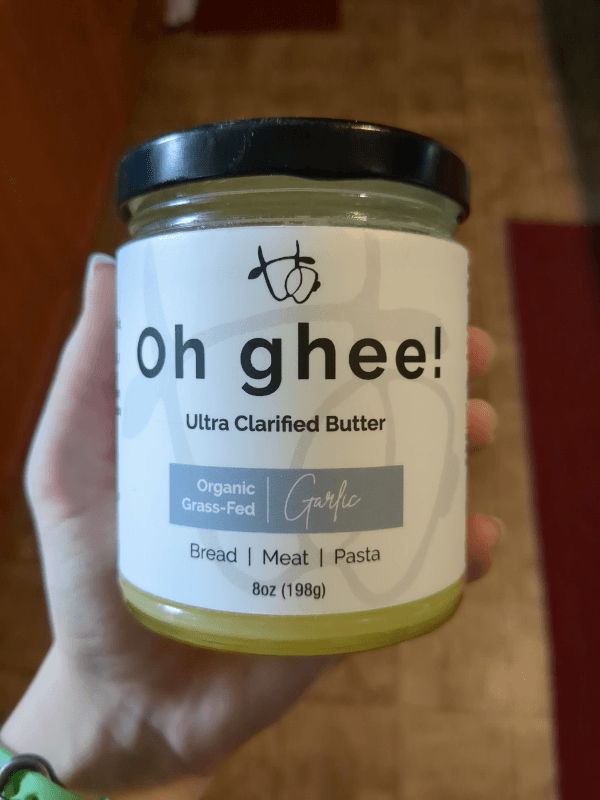 Oh ghee!
Ultra Clarified Butter
Organic
Grass-Fed
Garlic
Bread | Meat | Pasta
8oz (198g)